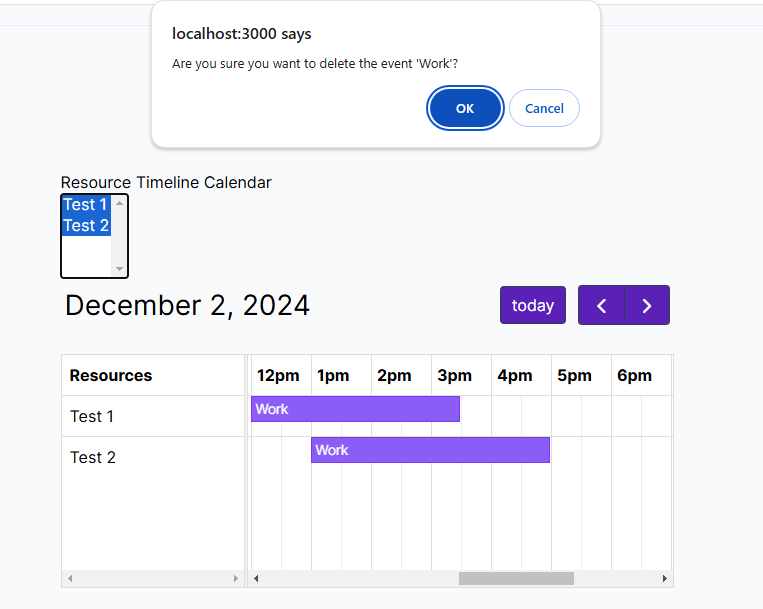 localhost:3000 says
Are you sure you want to delete the event 'Work'?
OK Cancel
Resource Timeline Calendar
Test 1
Test 2
December 2, 2024 today
Resources 12pm 1pm 2pm 3pm 4pm 5pm 6pm
Test 1 Work
Test 2 Work